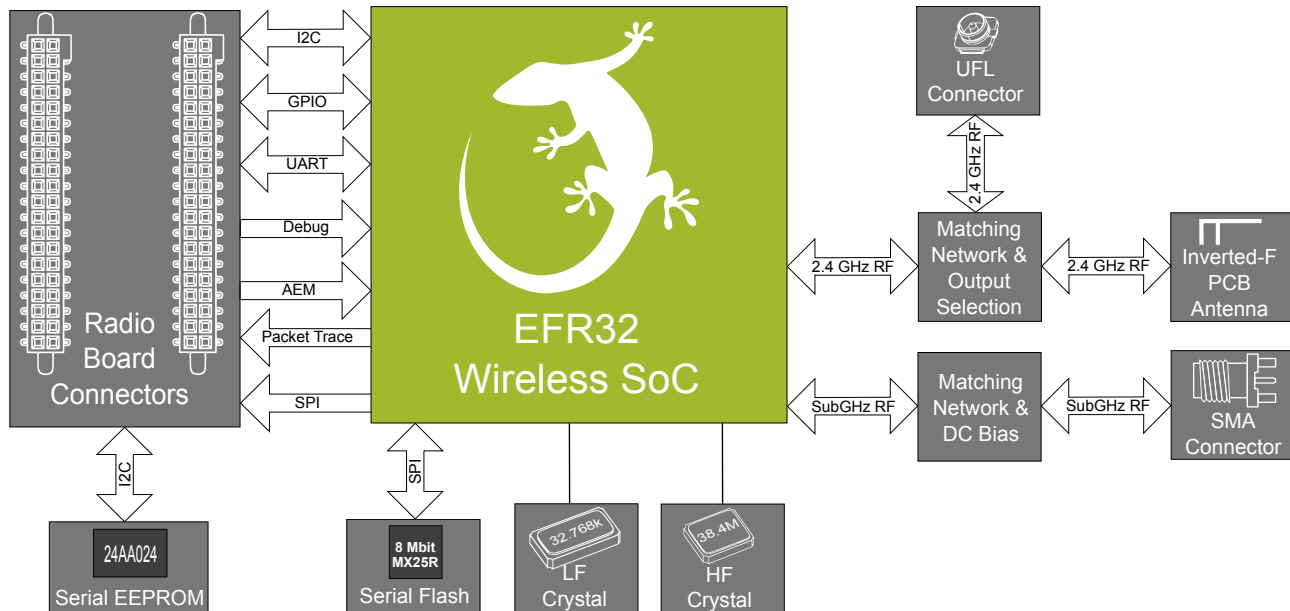 I2C
GPIO
UART
Debug
AEM
Packet Trace
SPI
Radio
Board
Connectors
EFR32
Wireless SoC
UFL
Connector
2.4 GHz RF
2.4 GHz RF
Matching
Network &
Output
Selection
2.4 GHz RF
Inverted-F
PCB
Antenna
SubGHz RF
Matching
Network &
DC Bias
SubGHz RF
SMA
Connector
I2C
24AA024
Serial EEPROM
SPI
8 Mbit
MX25R
Serial Flash
32.768k
LF
Crystal
38.4M
HF
Crystal